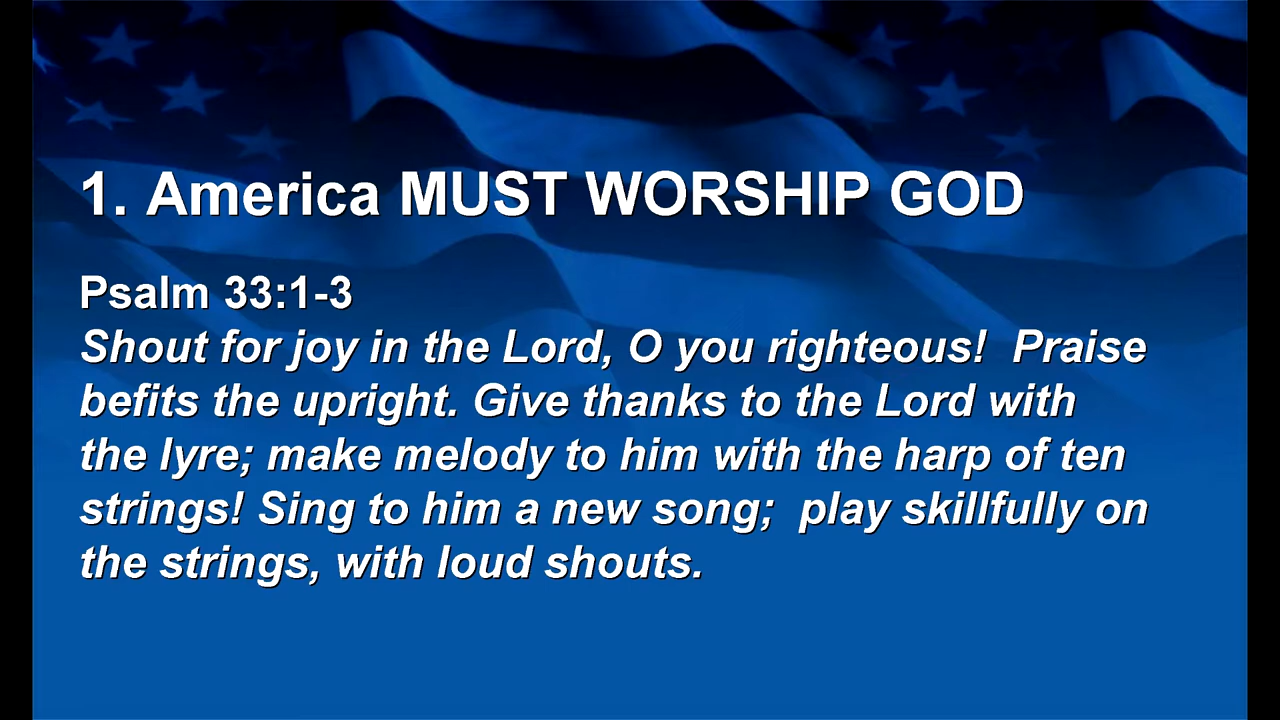 1. America MUST WORSHIP GOD
Psalm 33:1-3
Shout for joy in the Lord, O you righteous!  Praise
befits the upright. Give thanks to the Lord with
the lyre; make melody to him with the harp of ten
strings! Sing to him a new song;  play skillfully on
the strings, with loud shouts.